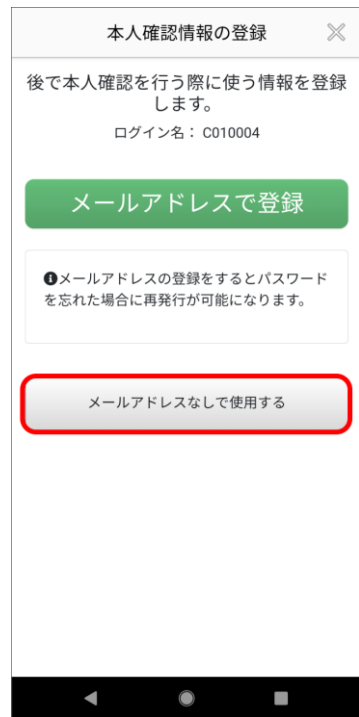 本人確認情報の登録
後で本人確認を行う際に使う情報を登録
します。
ログイン名： C010004
メールアドレスで登録
メールアドレスの登録をするとパスワード
を忘れた場合に再発行が可能になります。
メールアドレスなしで使用する